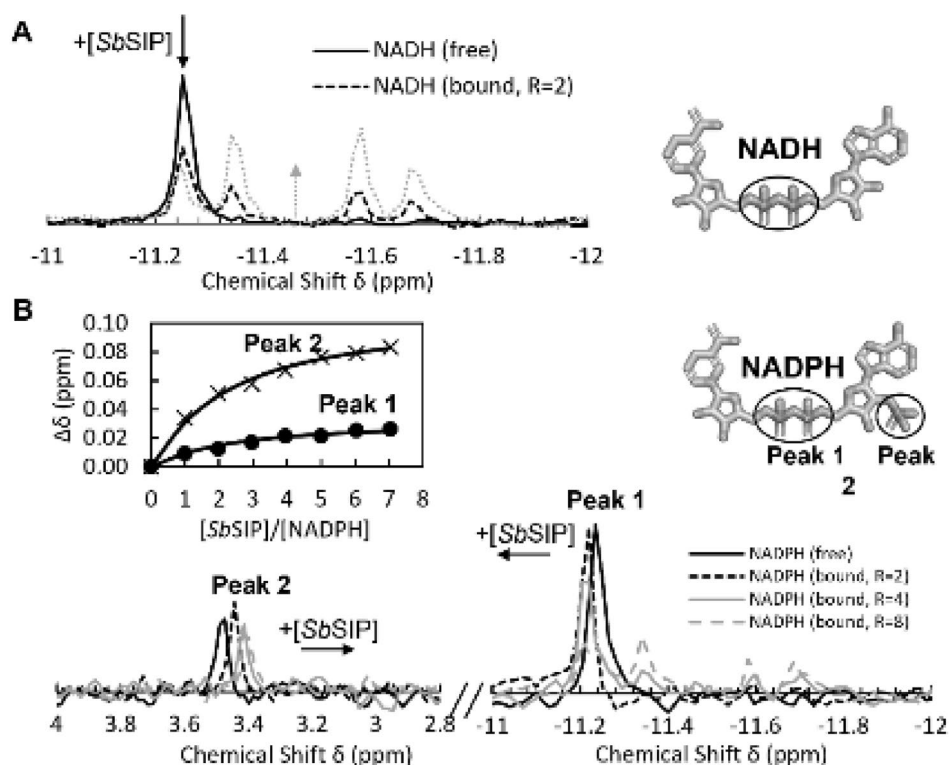 A
+[SbSIP]
NADH (free)
NADH (bound, R=2)
NADH
-11 -11.2 -11.4 -11.6 -11.8 -12
Chemical Shift δ (ppm)
B
0.10
0.08
0.06
0.04
0.02
0.00
Δδ (ppm)
Peak 2
Peak 1
0 1 2 3 4 5 6 7 8
[SbSIP]/[NADPH]
NADPH
Peak 1 Peak
2
Peak 1
+[SbSIP]
NADPH (free)
NADPH (bound, R=2)
NADPH (bound, R=4)
NADPH (bound, R=8)
Peak 2
+[SbSIP]
4 3.8 3.6 3.4 3.2 3 2.8
Chemical Shift δ (ppm)
-11 -11.2 -11.4 -11.6 -11.8 -12
Chemical Shift δ (ppm)